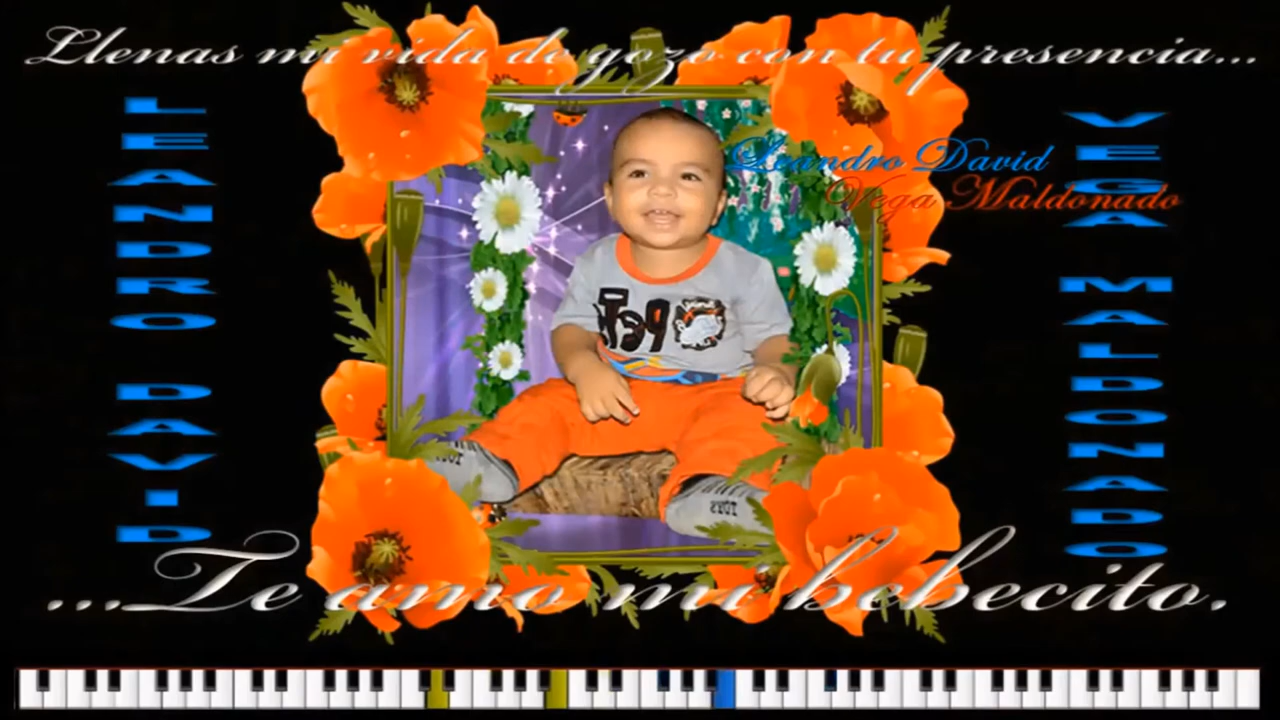 Llenas mi vida de gozo con tu presencia...
LEANDRO DAVID
Leandro David
Vega Maldonado
VEGA MALDONADO
...Te amo mi bebecito.